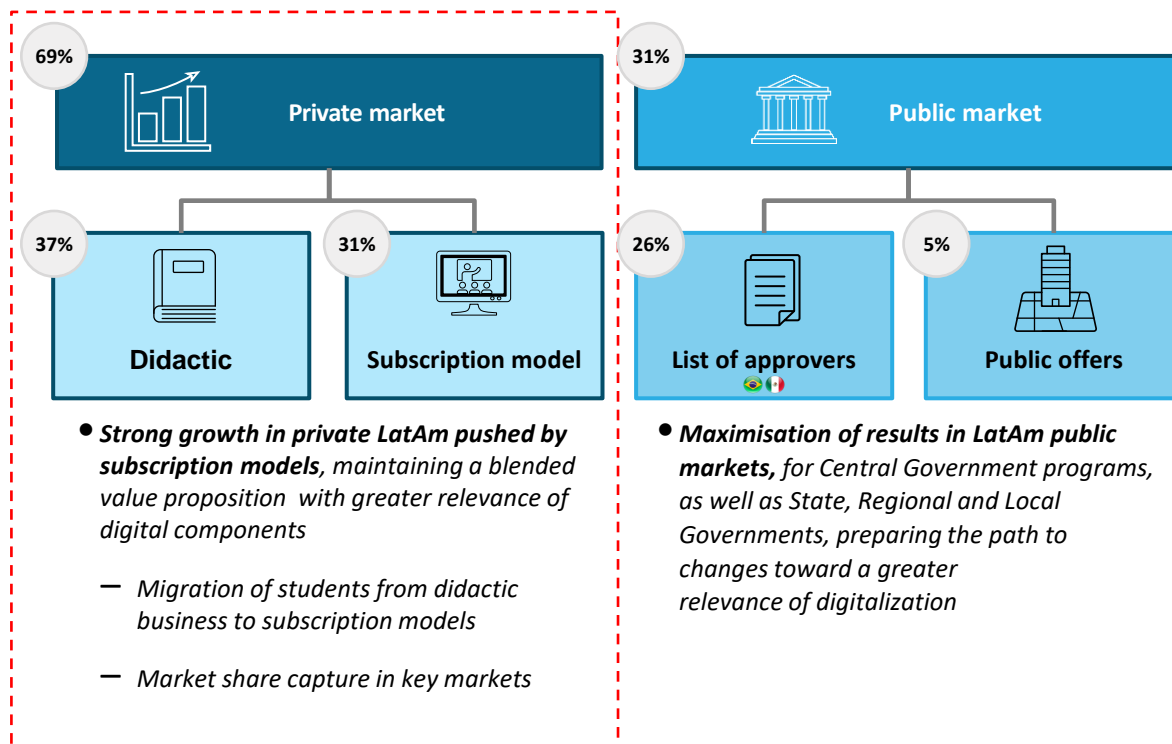 69%
Private market
37%
Didactic
31%
Subscription model
• Strong growth in private LatAm pushed by
subscription models, maintaining a blended
value proposition with greater relevance of
digital components
– Migration of students from didactic
business to subscription models
– Market share capture in key markets
31%
Public market
26%
List of approvers
5%
Public offers
• Maximisation of results in LatAm public
markets, for Central Government programs,
as well as State, Regional and Local
Governments, preparing the path to
changes toward a greater
relevance of digitalization